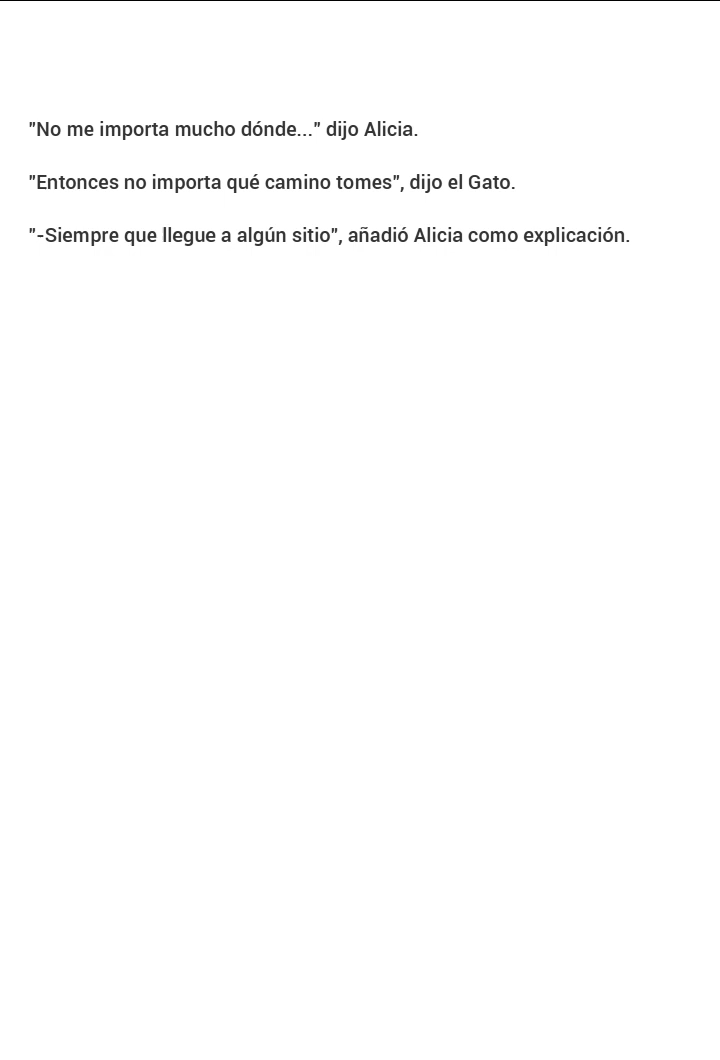 "No me importa mucho dónde..." dijo Alicia.
"Entonces no importa qué camino tomes", dijo el Gato.
"-Siempre que llegue a algún sitio", añadió Alicia como explicación.